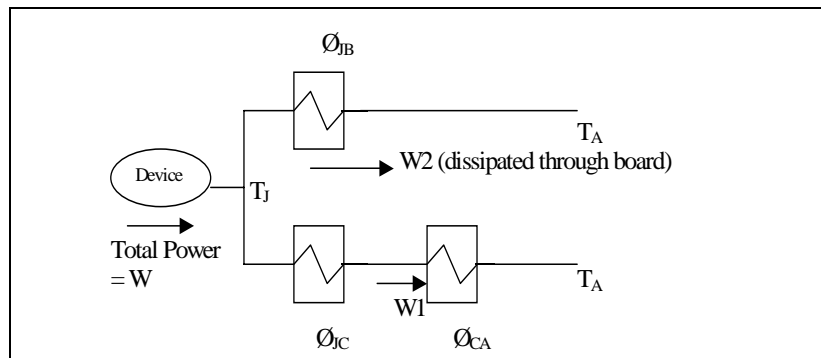 ØJB
TA
W2 (dissipated through board)
Device
TJ
Total Power
= W
W1
TA
ØJC
ØCA